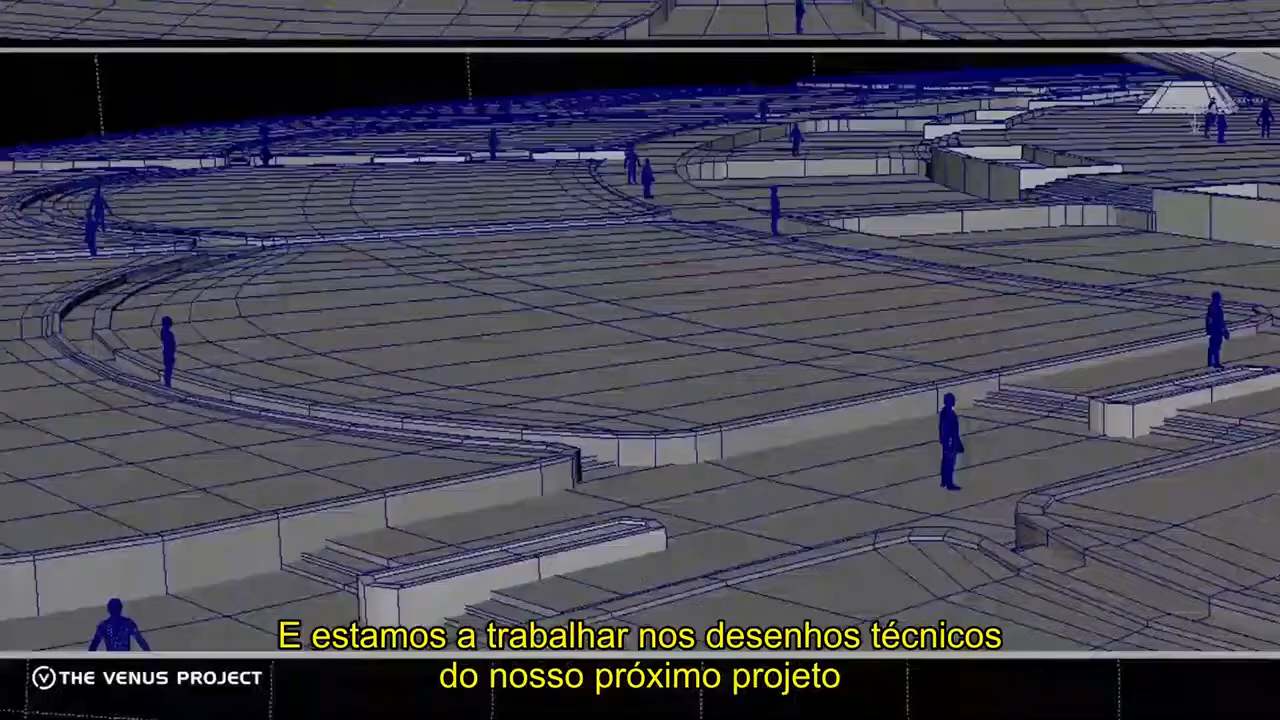 E estamos a trabalhar nos desenhos técnicos
do nosso próximo projeto
THE VENUS PROJECT